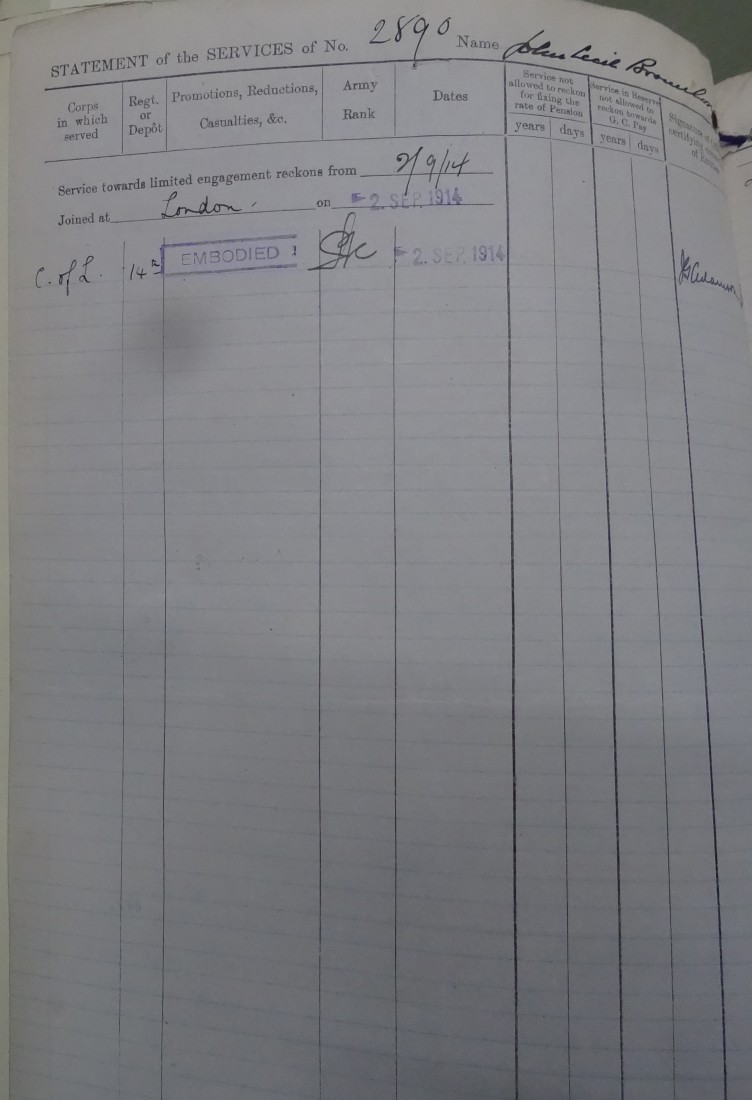 STATEMENT of the SERVICES of No. 2890 Name John Cecil
Corps in which served
Regt. or Depôt
Promotions, Reductions, Casualties, &c.
Army Rank
Dates
Service not allowed to reckon for fixing the rate of Pension
years days
Service in Reserve not allowed to reckon towards G. C. Pay
years days
Service towards limited engagement reckons from 2/9/14
Joined at London. on 2. SEP. 1914
C. of L. 14th EMBODIED 2. SEP. 1914